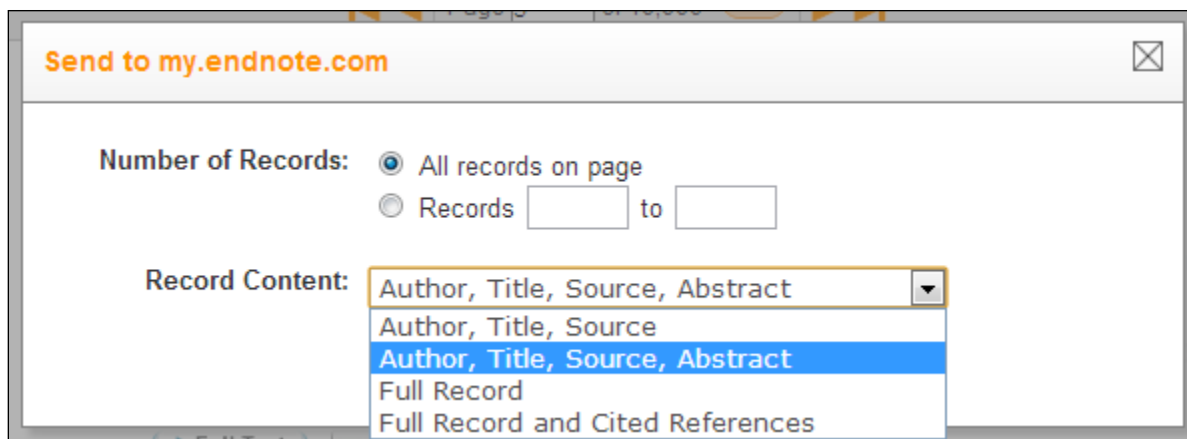 Send to my.endnote.com
Number of Records:
All records on page
Records to
Record Content:
Author, Title, Source, Abstract
Author, Title, Source
Author, Title, Source, Abstract
Full Record
Full Record and Cited References